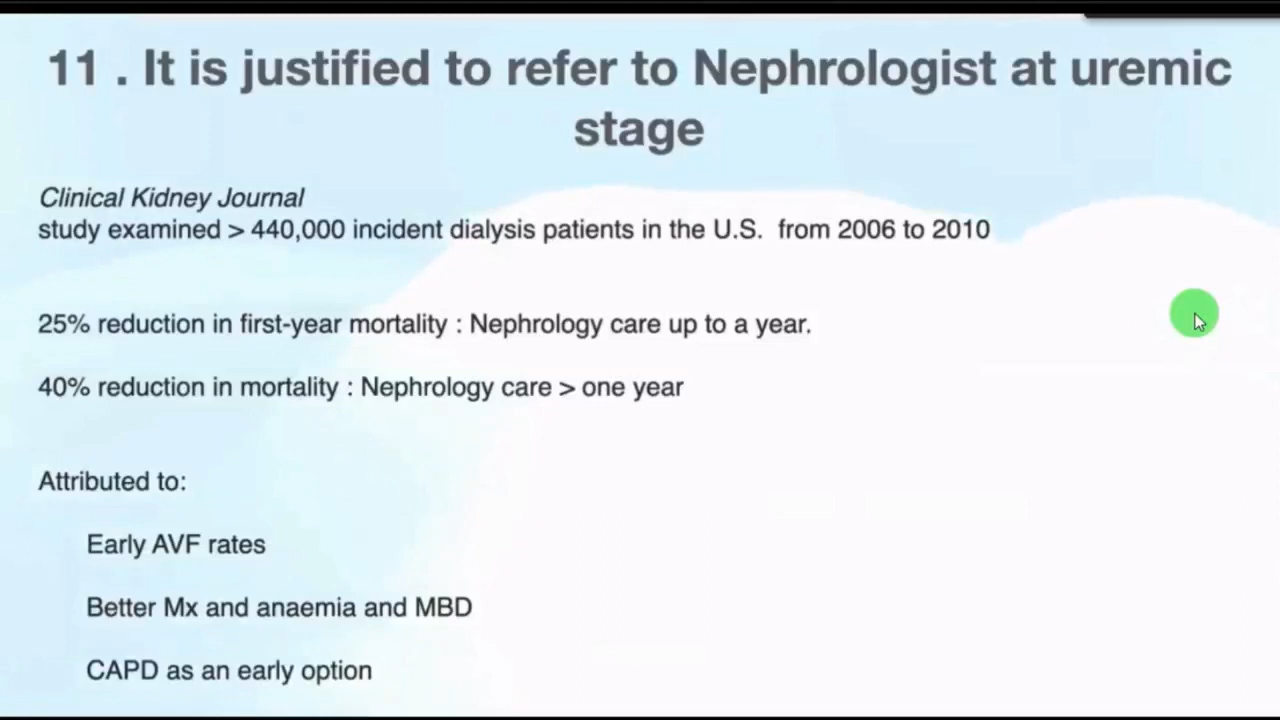 11 . It is justified to refer to Nephrologist at uremic
stage
Clinical Kidney Journal
study examined > 440,000 incident dialysis patients in the U.S. from 2006 to 2010
25% reduction in first-year mortality : Nephrology care up to a year.
40% reduction in mortality : Nephrology care > one year
Attributed to:
Early AVF rates
Better Mx and anaemia and MBD
CAPD as an early option